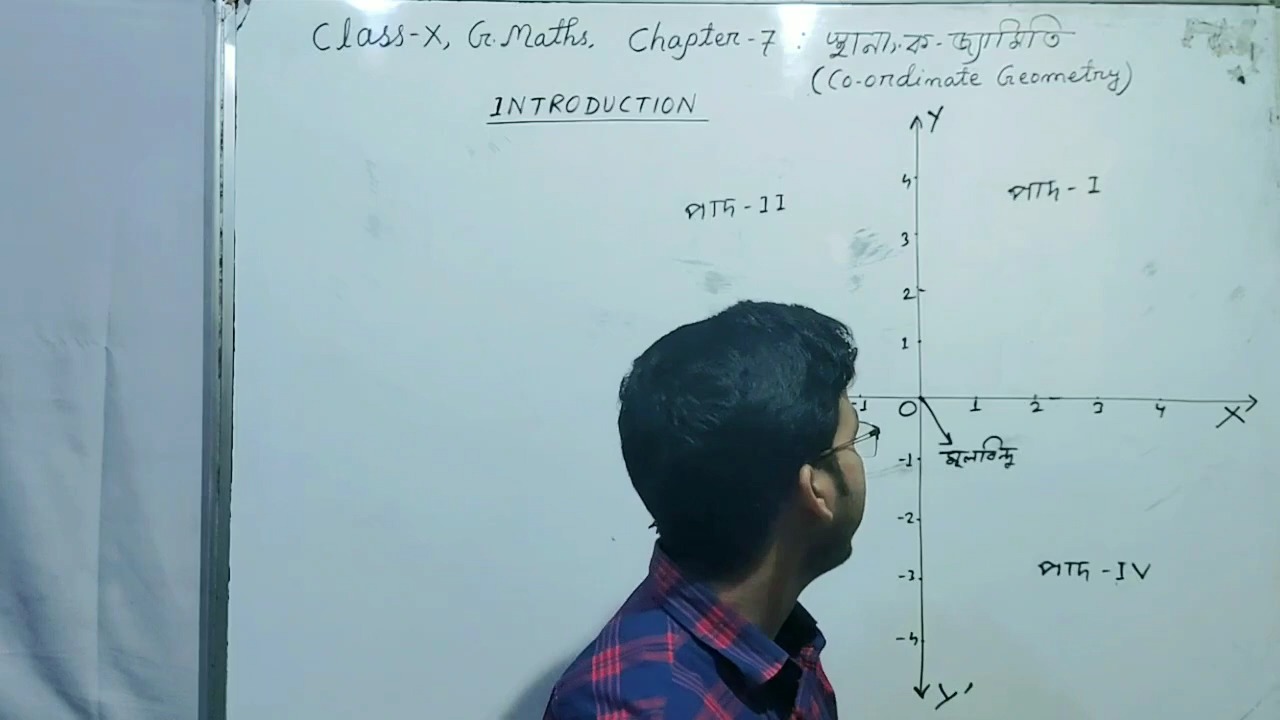 Class-X, G. Maths, Chapter-7 : স্থানাংক-জ্যামিতি
(Co-ordinate Geometry)
INTRODUCTION
Y
পাদ-II
পাদ-I
4
3
2
1
-1 O 1 2 3 4 X
মূলবিন্দু
-1
-2
-3
পাদ-IV
-4
Y'